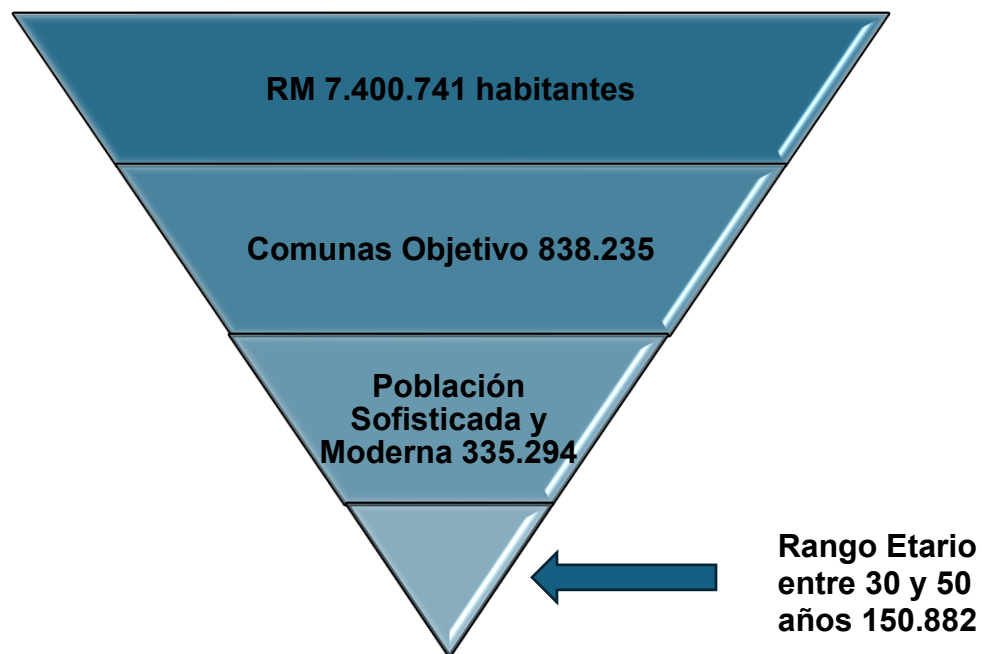 RM 7.400.741 habitantes
Comunas Objetivo 838.235
Población
Sofisticada y
Moderna 335.294
Rango Etario
entre 30 y 50
años 150.882